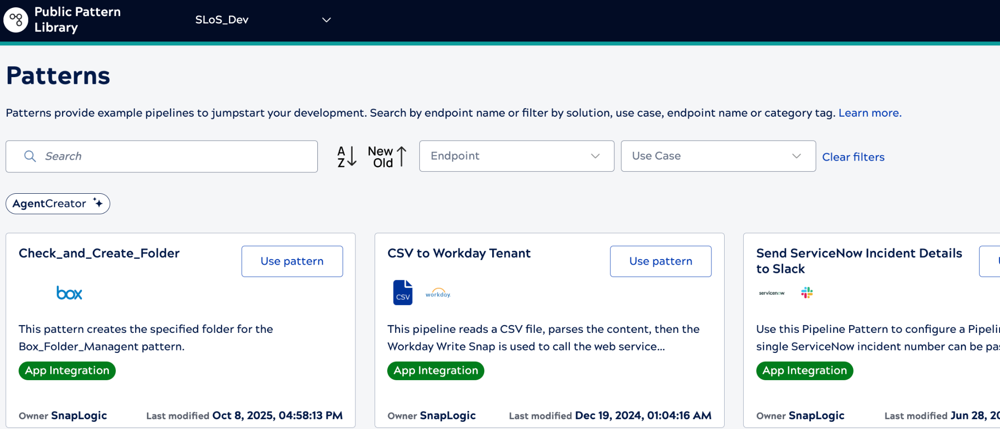 Public Pattern
Library
SLoS_Dev
Patterns
Patterns provide example pipelines to jumpstart your development. Search by endpoint name or filter by solution, use case, endpoint name or category tag. Learn more.
Search
A
Z
New
Old
Endpoint
Use Case
Clear filters
AgentCreator
Check_and_Create_Folder
Use pattern
box
This pattern creates the specified folder for the
Box_Folder_Managent pattern.
App Integration
Owner SnapLogic
Last modified Oct 8, 2025, 04:58:13 PM
CSV to Workday Tenant
Use pattern
CSV
workday.
This pipeline reads a CSV file, parses the content, then the
Workday Write Snap is used to call the web service...
App Integration
Owner SnapLogic
Last modified Dec 19, 2024, 01:04:16 AM
Send ServiceNow Incident Details
to Slack
servicenow
Use this Pipeline Pattern to configure a
single ServiceNow incident number can be
App Integration
Owner SnapLogic
Last modified Jun 28,